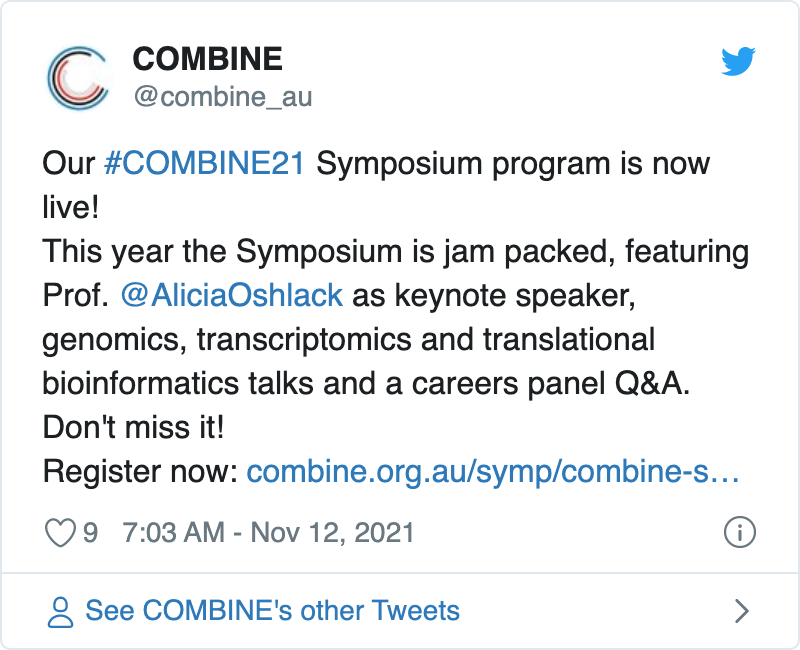 COMBINE
@combine_au
Our #COMBINE21 Symposium program is now
live!
This year the Symposium is jam packed, featuring
Prof. @AliciaOshlack as keynote speaker,
genomics, transcriptomics and translational
bioinformatics talks and a careers panel Q&A.
Don't miss it!
Register now: combine.org.au/symp/combine-s…
9 7:03 AM - Nov 12, 2021
See COMBINE's other Tweets